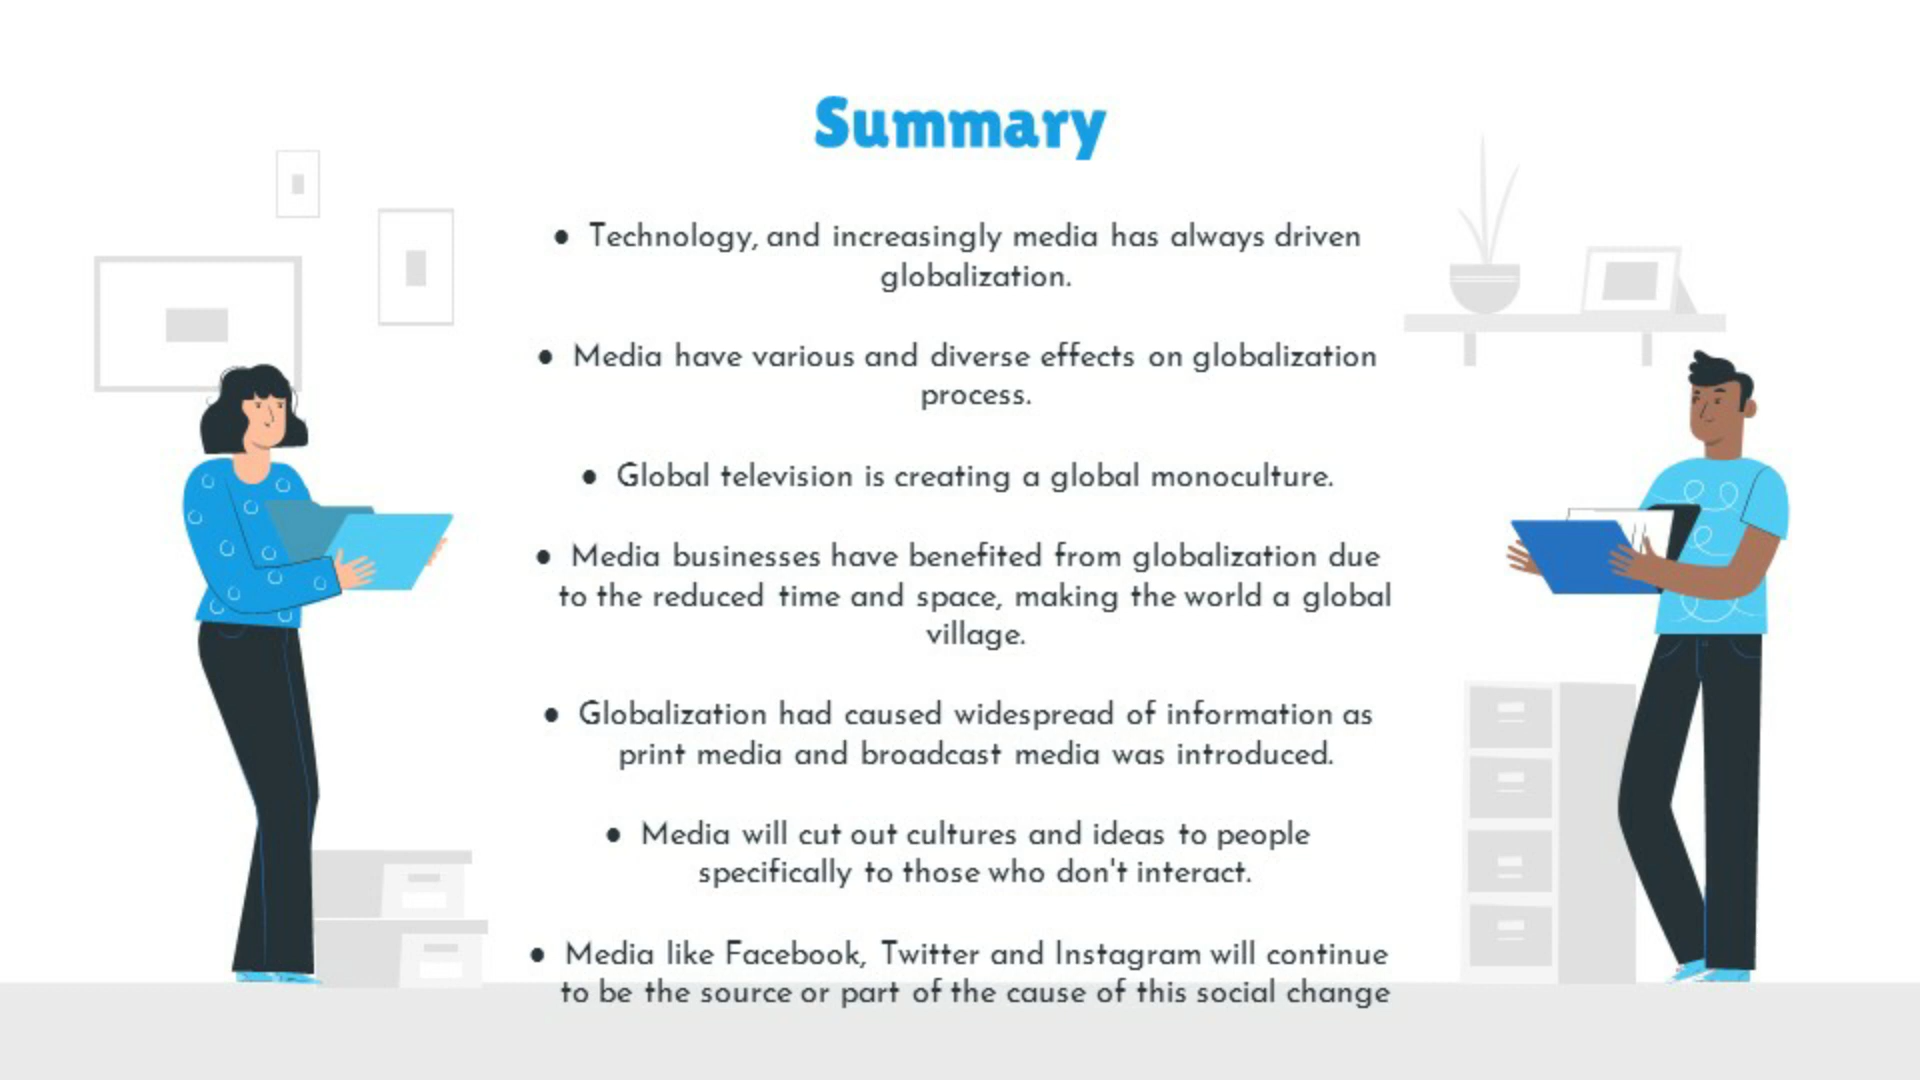 Summary
● Technology, and increasingly media has always driven
globalization.
● Media have various and diverse effects on globalization
process.
● Global television is creating a global monoculture.
● Media businesses have benefited from globalization due
to the reduced time and space, making the world a global
village.
● Globalization had caused widespread of information as
print media and broadcast media was introduced.
● Media will cut out cultures and ideas to people
specifically to those who don't interact.
● Media like Facebook, Twitter and Instagram will continue
to be the source or part of the cause of this social change